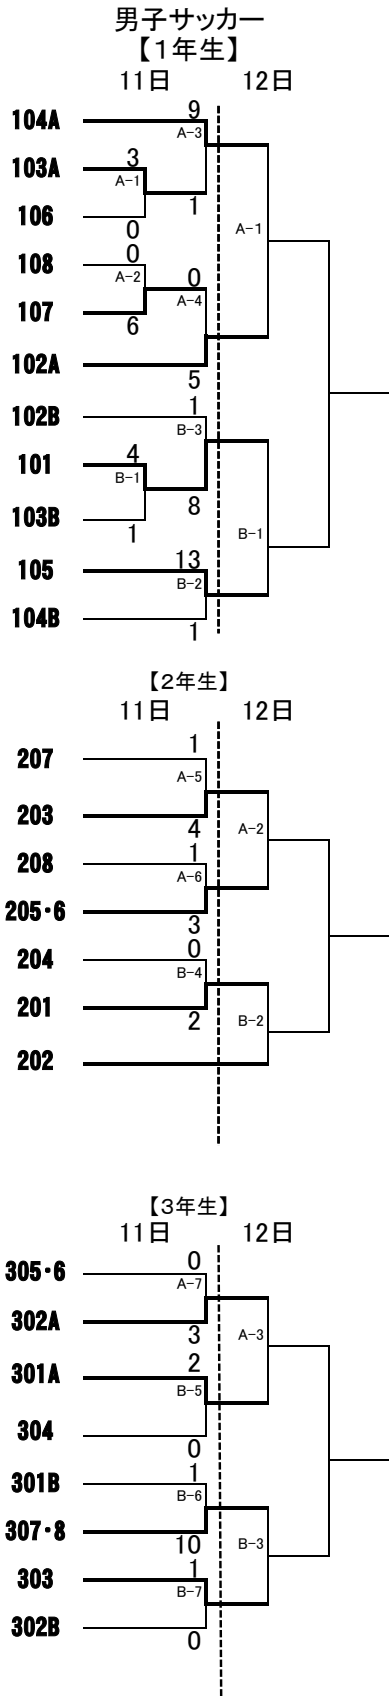 男子サッカー
【1年生】
11日 12日
104A 9
A-3
103A 3
A-1
106 0 1
A-1
108 0
A-2 0
107 6 A-4
102A 5
102B 1
B-3
101 4
B-1 8
103B 1
B-1
105 13
B-2
104B 1
【2年生】
11日 12日
207 1
A-5
203 4
A-2
208 1
A-6
205・6 3
204 0
B-4
201 2
B-2
202
【3年生】
11日 12日
305・6 0
A-7
302A 3
A-3
301A 2
B-5
304 0
301B 1
B-6
307・8 10
B-3
303 1
B-7
302B 0